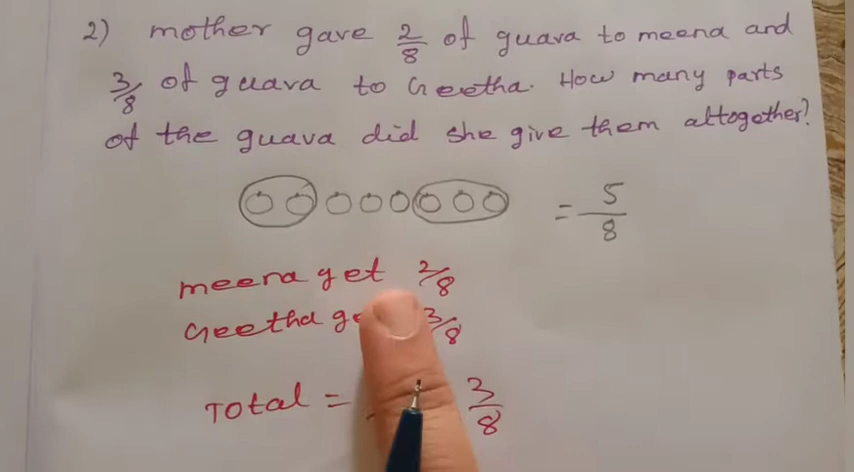 2) mother gave 2/8 of guava to meena and
3/8 of guava to Geetha. How many parts
of the guava did she give them altogether?
= 5/8
meena get 2/8
Geetha 3/8
Total = 3/8